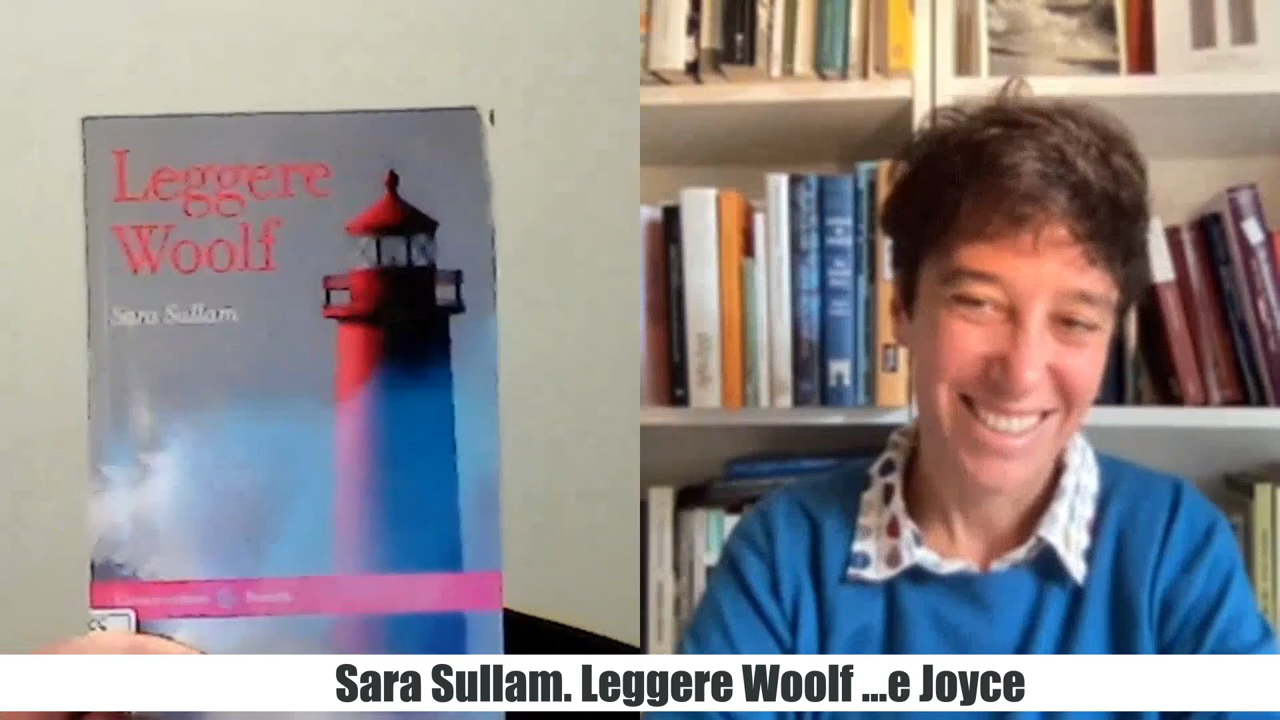 Leggere
Woolf
Sara Sullam
Sara Sullam. Leggere Woolf ...e Joyce